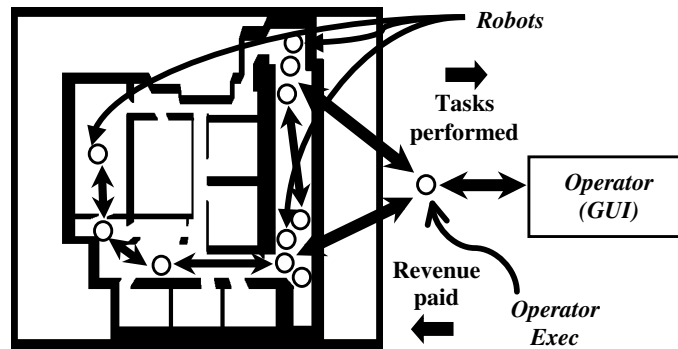 Robots
Tasks
performed
Operator
(GUI)
Revenue
paid
Operator
Exec